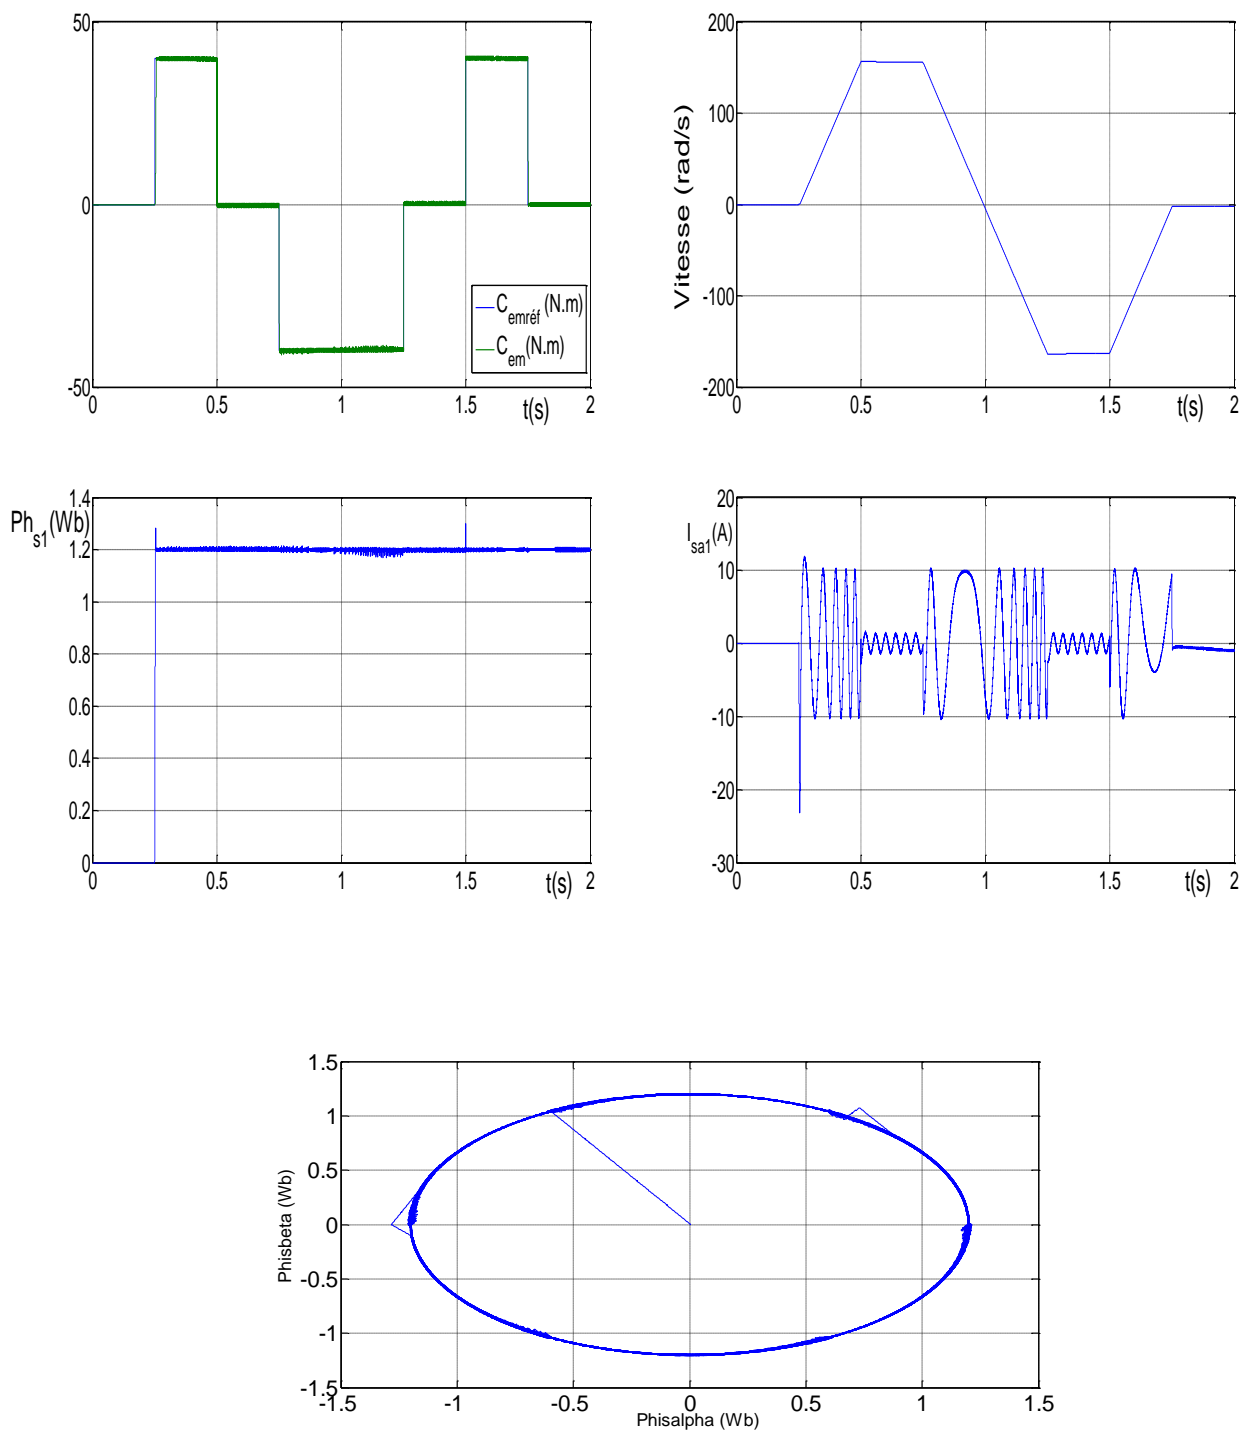 50
0
-50
0 0.5 1 1.5 t(s) 2
C_emréf (N.m)
C_em(N.m)
200
100
0
-100
-200
Vitesse (rad/s)
0 0.5 1 1.5 t(s) 2
1.4
Ph_s1(Wb)
1.2
1
0.8
0.6
0.4
0.2
0
0 0.5 1 1.5 t(s) 2
20
I_sa1(A)
10
0
-10
-20
-30
0 0.5 1 1.5 t(s) 2
1.5
1
0.5
0
-0.5
-1
-1.5
Phisbeta (Wb)
-1.5 -1 -0.5 0 0.5 1 1.5
Phisalpha (Wb)